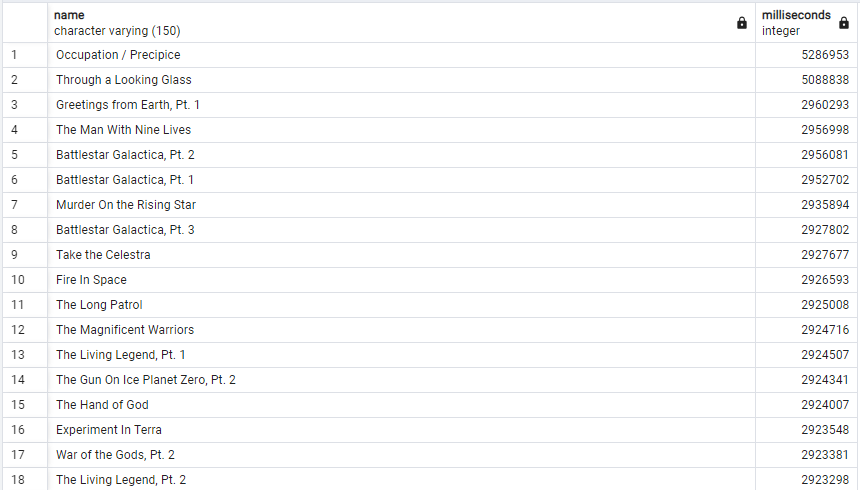 name milliseconds
character varying (150) integer
1 Occupation / Precipice 5286953
2 Through a Looking Glass 5088838
3 Greetings from Earth, Pt. 1 2960293
4 The Man With Nine Lives 2956998
5 Battlestar Galactica, Pt. 2 2956081
6 Battlestar Galactica, Pt. 1 2952702
7 Murder On the Rising Star 2935894
8 Battlestar Galactica, Pt. 3 2927802
9 Take the Celestra 2927677
10 Fire In Space 2926593
11 The Long Patrol 2925008
12 The Magnificent Warriors 2924716
13 The Living Legend, Pt. 1 2924507
14 The Gun On Ice Planet Zero, Pt. 2 2924341
15 The Hand of God 2924007
16 Experiment In Terra 2923548
17 War of the Gods, Pt. 2 2923381
18 The Living Legend, Pt. 2 2923298